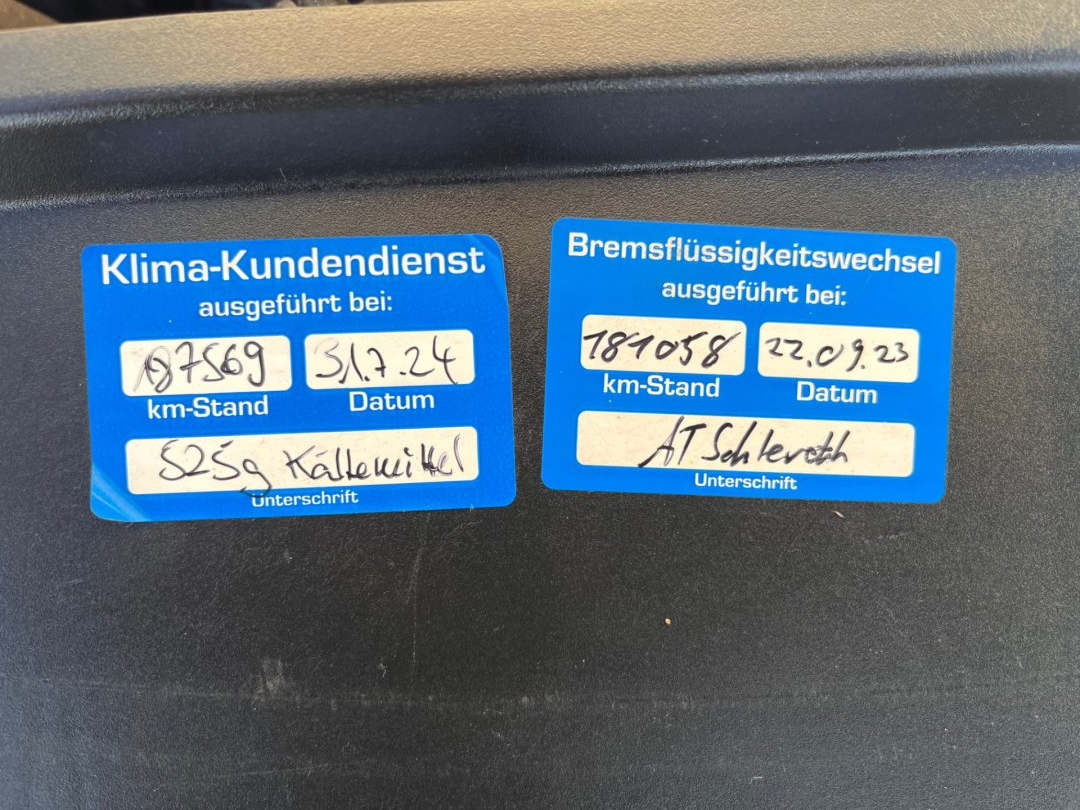 Klima-Kundendienst
ausgeführt bei:
187569 31.7.24
km-Stand Datum
525g Kältemittel
Unterschrift
Bremsflüssigkeitswechsel
ausgeführt bei:
181058 22.09.23
km-Stand Datum
AT Schleroth
Unterschrift